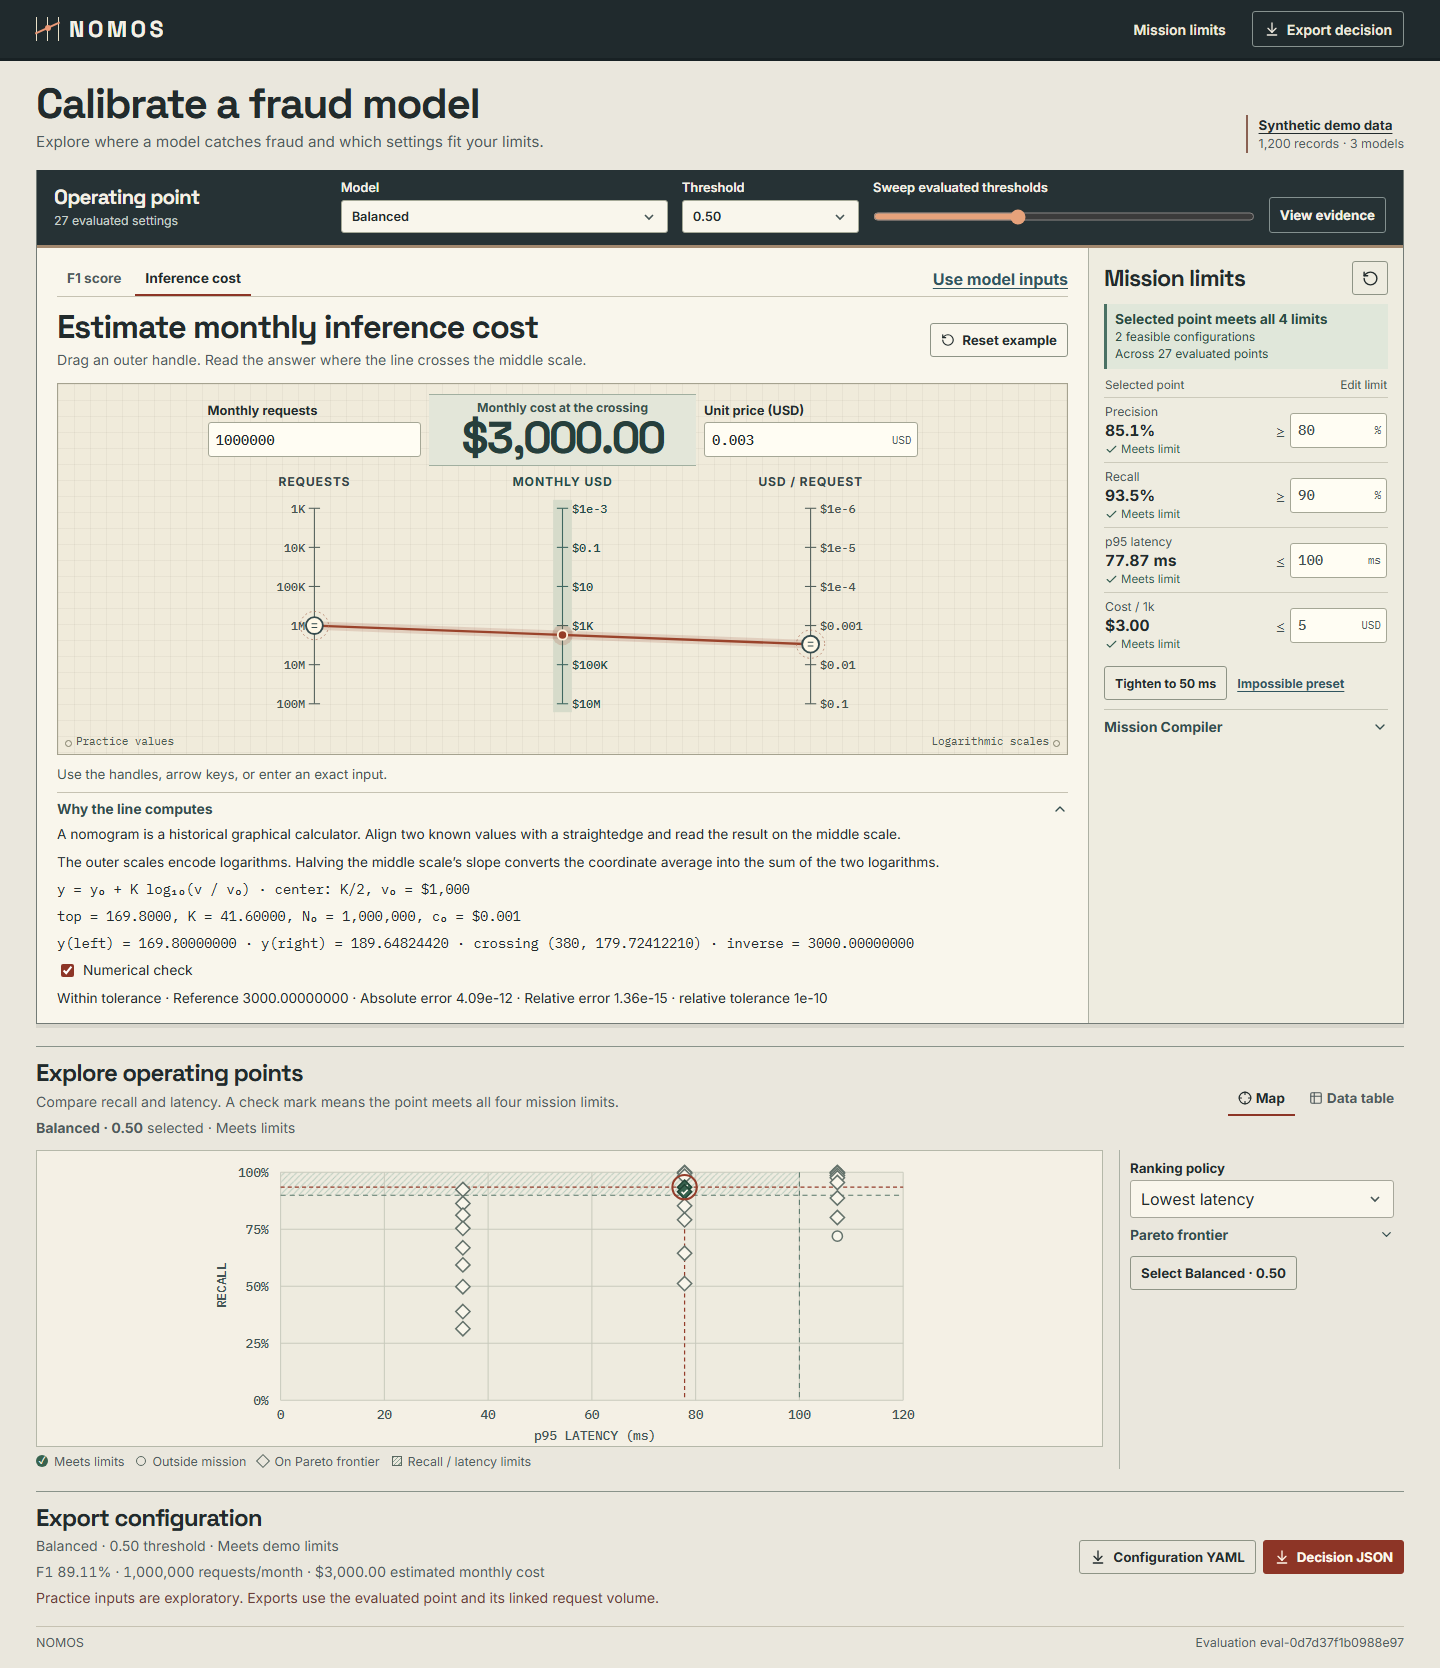 NOMOS
Mission limits
Export decision
Calibrate a fraud model
Explore where a model catches fraud and which settings fit your limits.
Synthetic demo data
1,200 records · 3 models
Operating point
27 evaluated settings
Model
Balanced
Threshold
0.50
Sweep evaluated thresholds
View evidence
F1 score
Inference cost
Use model inputs
Estimate monthly inference cost
Drag an outer handle. Read the answer where the line crosses the middle scale.
Reset example
Monthly requests
1000000
Monthly cost at the crossing
$3,000.00
Unit price (USD)
0.003 USD
REQUESTS
MONTHLY USD
USD / REQUEST
1K
10K
100K
1M
10M
100M
$1e-3
$0.1
$10
$1K
$100K
$10M
$1e-6
$1e-5
$1e-4
$0.001
$0.01
$0.1
Practice values
Logarithmic scales
Use the handles, arrow keys, or enter an exact input.
Why the line computes
A nomogram is a historical graphical calculator. Align two known values with a straightedge and read the result on the middle scale.
The outer scales encode logarithms. Halving the middle scale’s slope converts the coordinate average into the sum of the two logarithms.
y = y₀ + K log₁₀(v / v₀) · center: K/2, v₀ = $1,000
top = 169.8000, K = 41.60000, N₀ = 1,000,000, c₀ = $0.001
y(left) = 169.80000000 · y(right) = 189.64824420 · crossing (380, 179.72412210) · inverse = 3000.00000000
Numerical check
Within tolerance · Reference 3000.00000000 · Absolute error 4.09e-12 · Relative error 1.36e-15 · relative tolerance 1e-10
Mission limits
Selected point meets all 4 limits
2 feasible configurations
Across 27 evaluated points
Selected point
Edit limit
Precision
85.1%
Meets limit
≥ 80 %
Recall
93.5%
Meets limit
≥ 90 %
p95 latency
77.87 ms
Meets limit
≤ 100 ms
Cost / 1k
$3.00
Meets limit
≤ 5 USD
Tighten to 50 ms
Impossible preset
Mission Compiler
Explore operating points
Compare recall and latency. A check mark means the point meets all four mission limits.
Balanced · 0.50 selected · Meets limits
Map
Data table
RECALL
100%
75%
50%
25%
0%
0
20
40
60
80
100
120
p95 LATENCY (ms)
Meets limits
Outside mission
On Pareto frontier
Recall / latency limits
Ranking policy
Lowest latency
Pareto frontier
Select Balanced · 0.50
Export configuration
Balanced · 0.50 threshold · Meets demo limits
F1 89.11% · 1,000,000 requests/month · $3,000.00 estimated monthly cost
Practice inputs are exploratory. Exports use the evaluated point and its linked request volume.
Configuration YAML
Decision JSON
NOMOS
Evaluation eval-0d7d37f1b0988e97